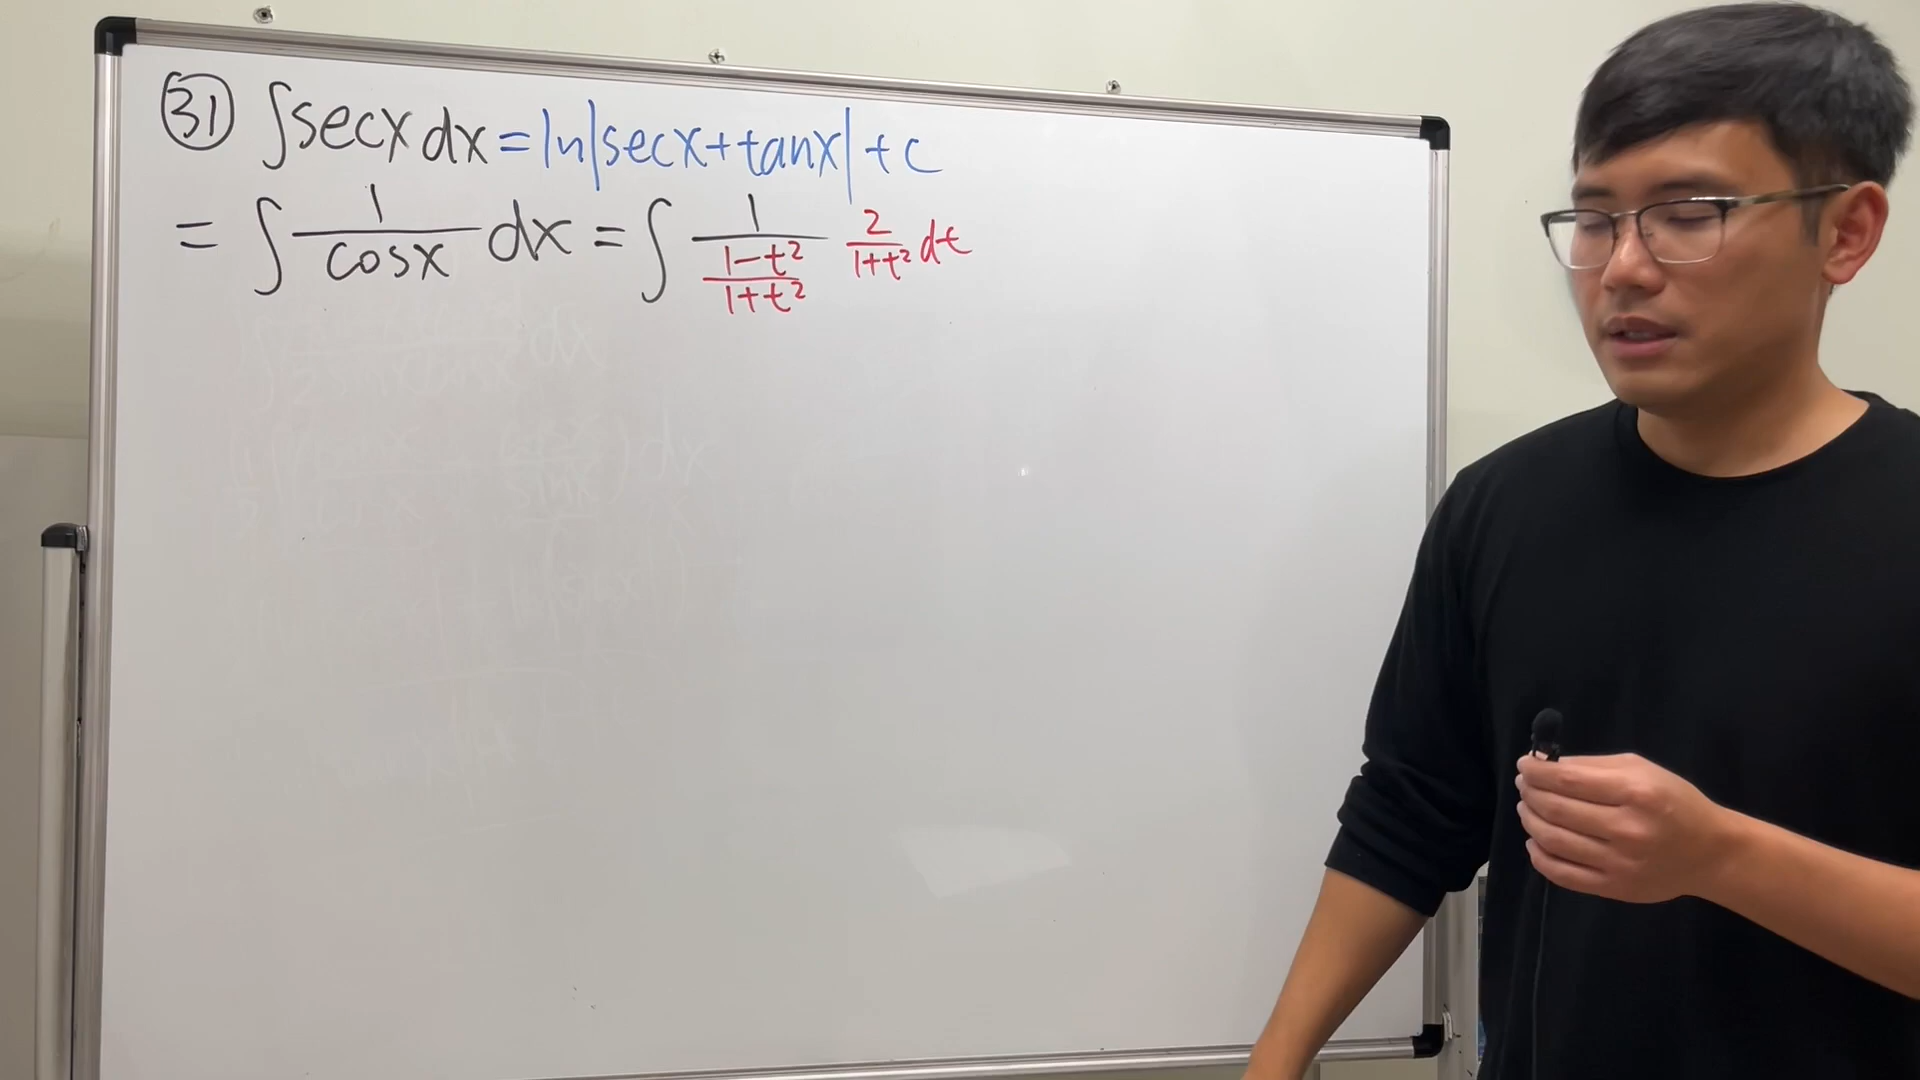 ㉛ ∫secx dx = ln|secx+tanx| + c
= ∫ 1/cosx dx = ∫ 1/((1-t²)/(1+t²)) 2/(1+t²) dt